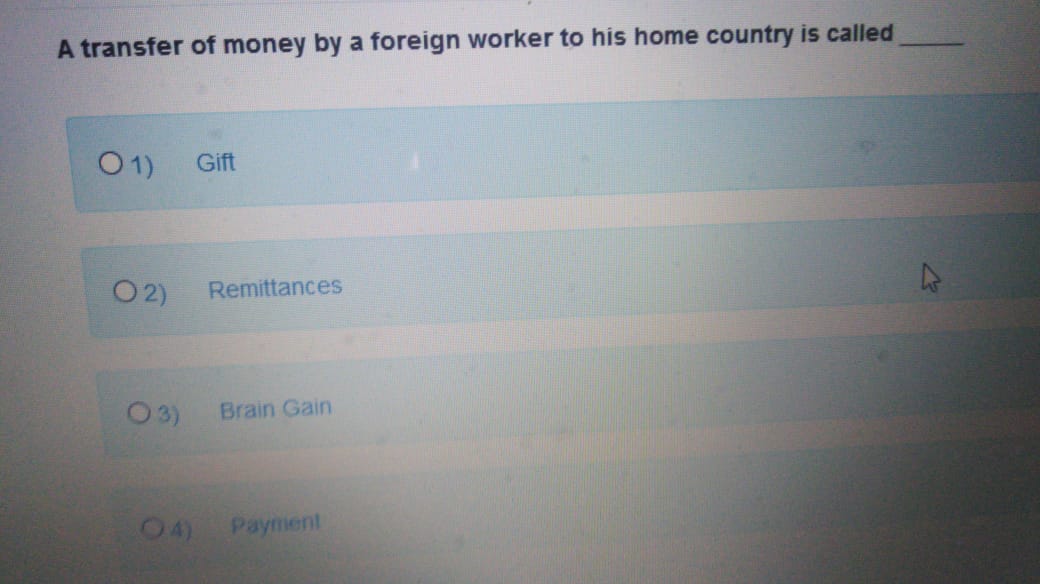 A transfer of money by a foreign worker to his home country is called _____
1) Gift
2) Remittances
3) Brain Gain
4) Payment